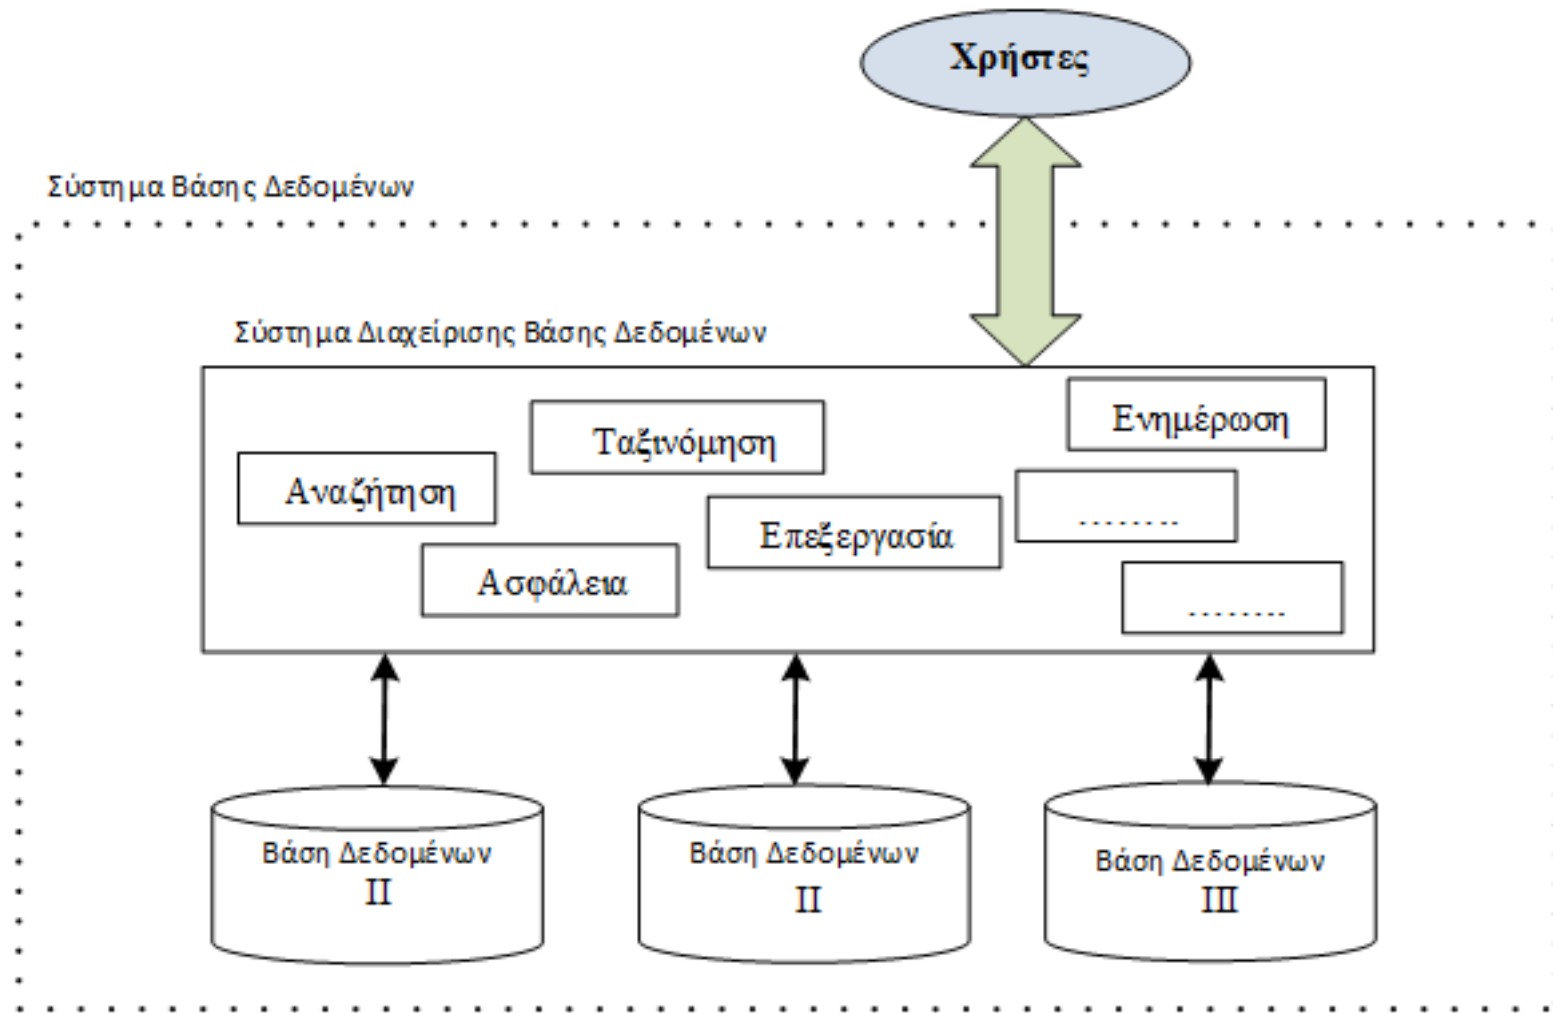 Χρήστες
Σύστημα Βάσης Δεδομένων
Σύστημα Διαχείρισης Βάσης Δεδομένων
Ενημέρωση
Ταξινόμηση
Αναζήτηση
........
Επεξεργασία
Ασφάλεια
........
Βάση Δεδομένων
II
Βάση Δεδομένων
II
Βάση Δεδομένων
III